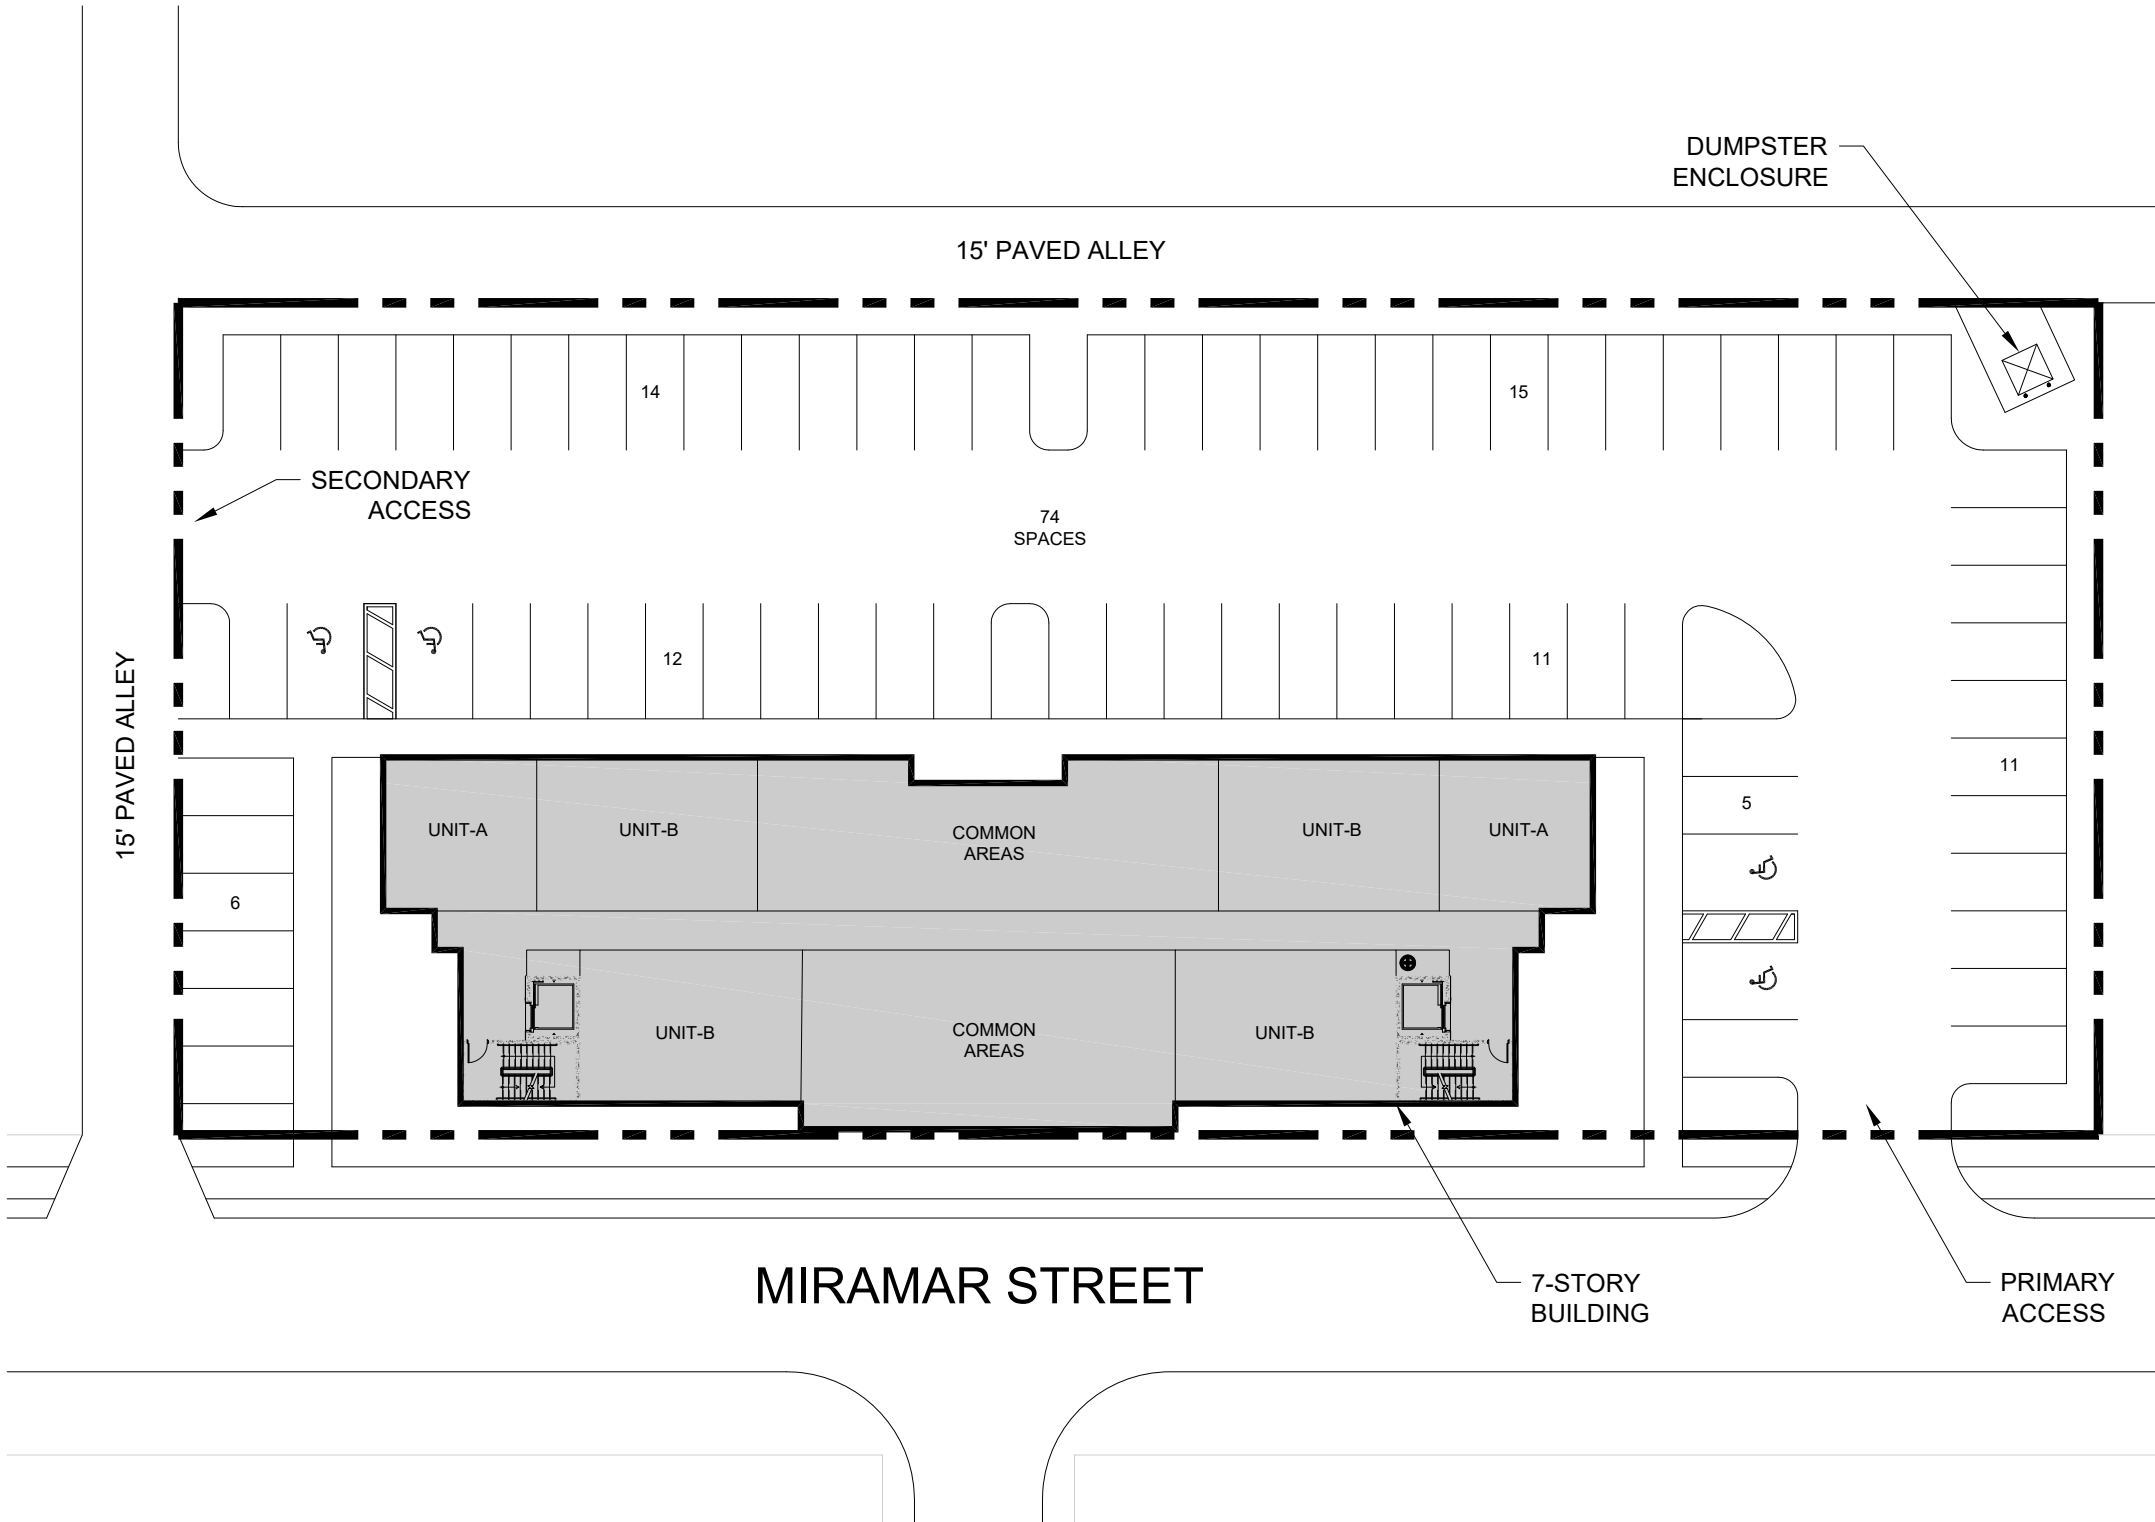 DUMPSTER
ENCLOSURE
15' PAVED ALLEY
14
15
SECONDARY
ACCESS
74
SPACES
12
11
15' PAVED ALLEY
11
5
6
UNIT-A
UNIT-B
COMMON
AREAS
UNIT-B
UNIT-A
UNIT-B
COMMON
AREAS
UNIT-B
MIRAMAR STREET
7-STORY
BUILDING
PRIMARY
ACCESS